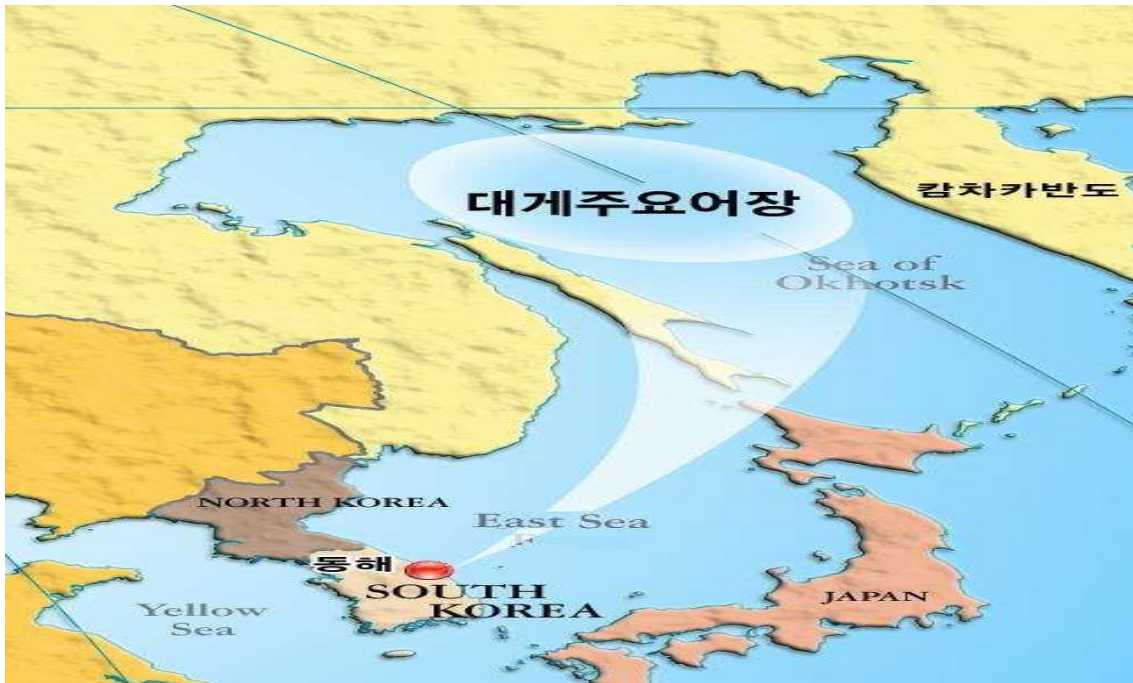 대게주요어장
캄차카반도
Sea of
Okhotsk
NORTH KOREA
East Sea
동해
SOUTH
KOREA
Yellow
Sea
JAPAN